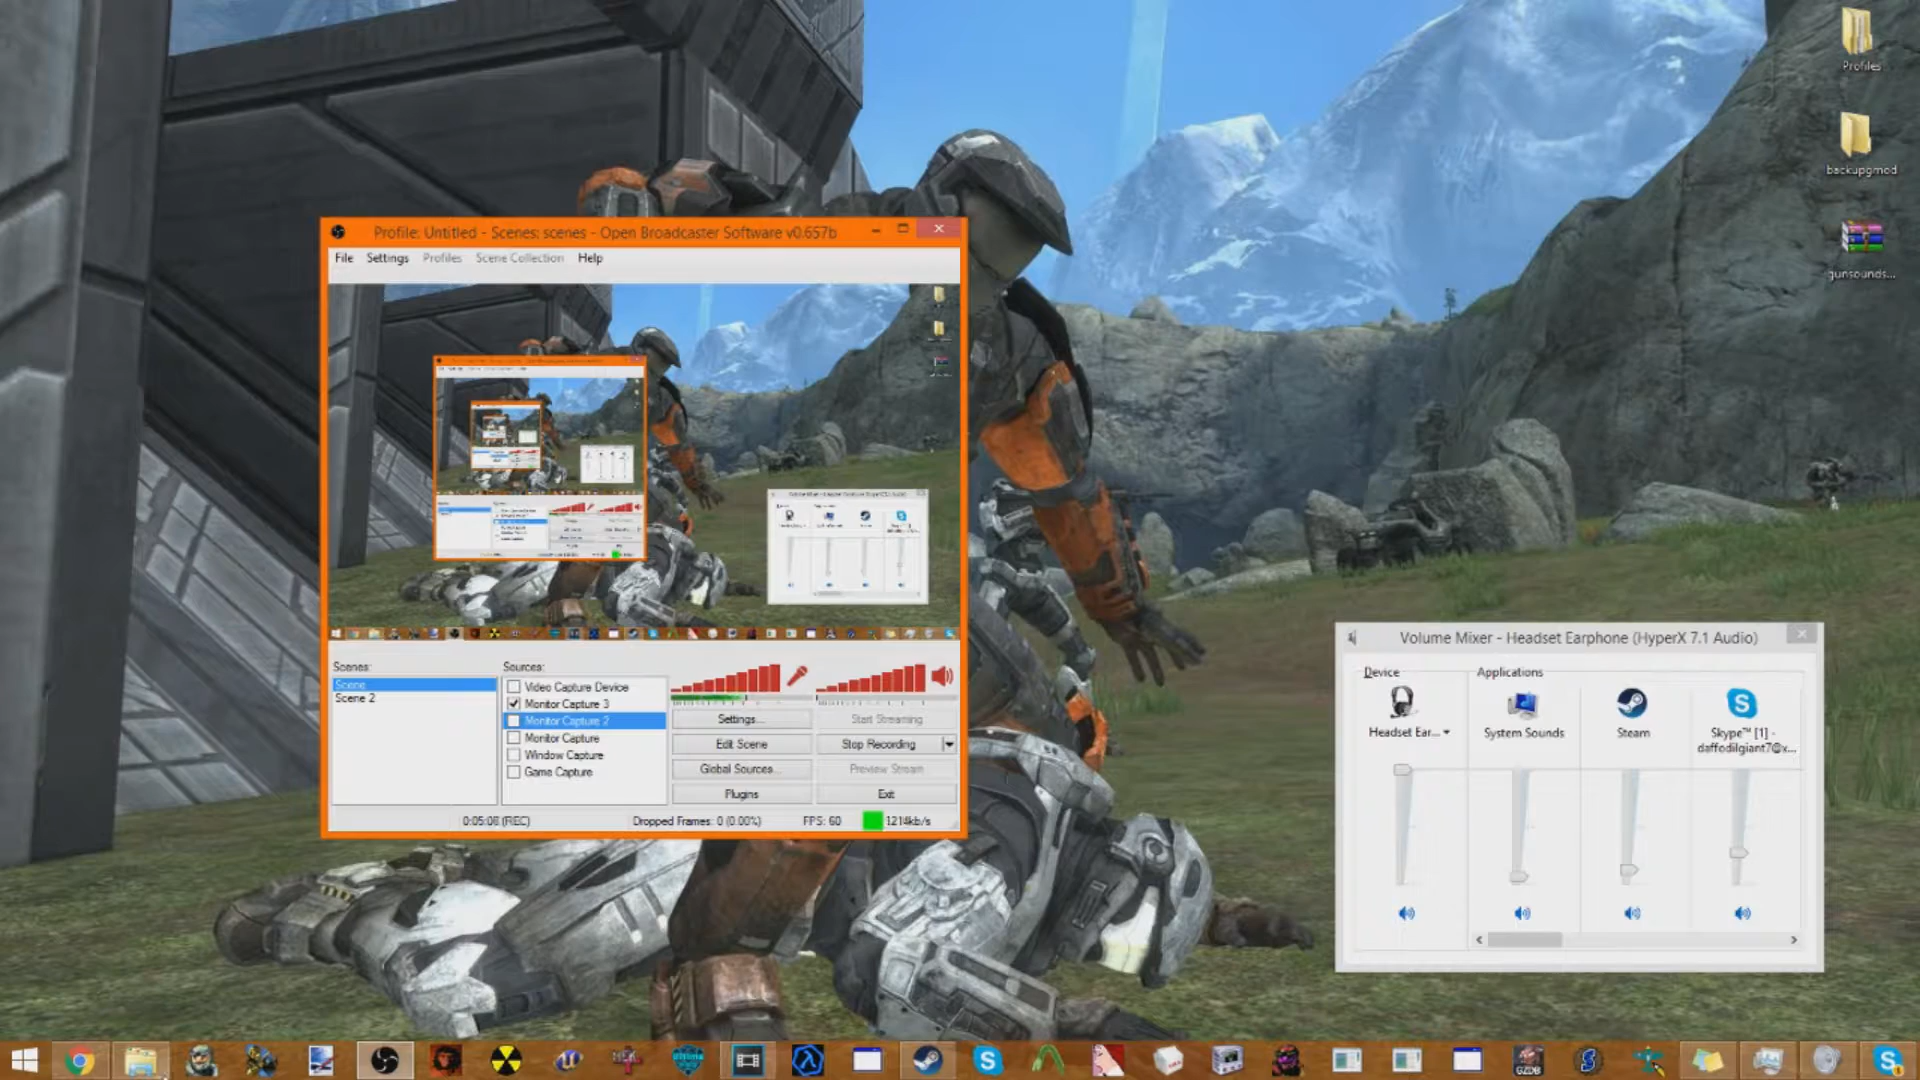 Profiles
backupgmod
gunsounds...
Profile: Untitled - Scenes: scenes - Open Broadcaster Software v0.657b
File Settings Profiles Scene Collection Help
Scenes:
Scene
Scene 2
Sources:
Video Capture Device
Monitor Capture 3
Monitor Capture 2
Monitor Capture
Window Capture
Game Capture
Settings... Start Streaming
Edit Scene Stop Recording
Global Sources... Preview Stream
Plugins Exit
0:05:06 (REC) Dropped Frames: 0 (0.00%) FPS: 60 1214kb/s
Volume Mixer - Headset Earphone (HyperX 7.1 Audio)
Device Applications
Headset Ear...
System Sounds
Steam
Skype™ [1] -
daffodilgiant7@x...
GZDB